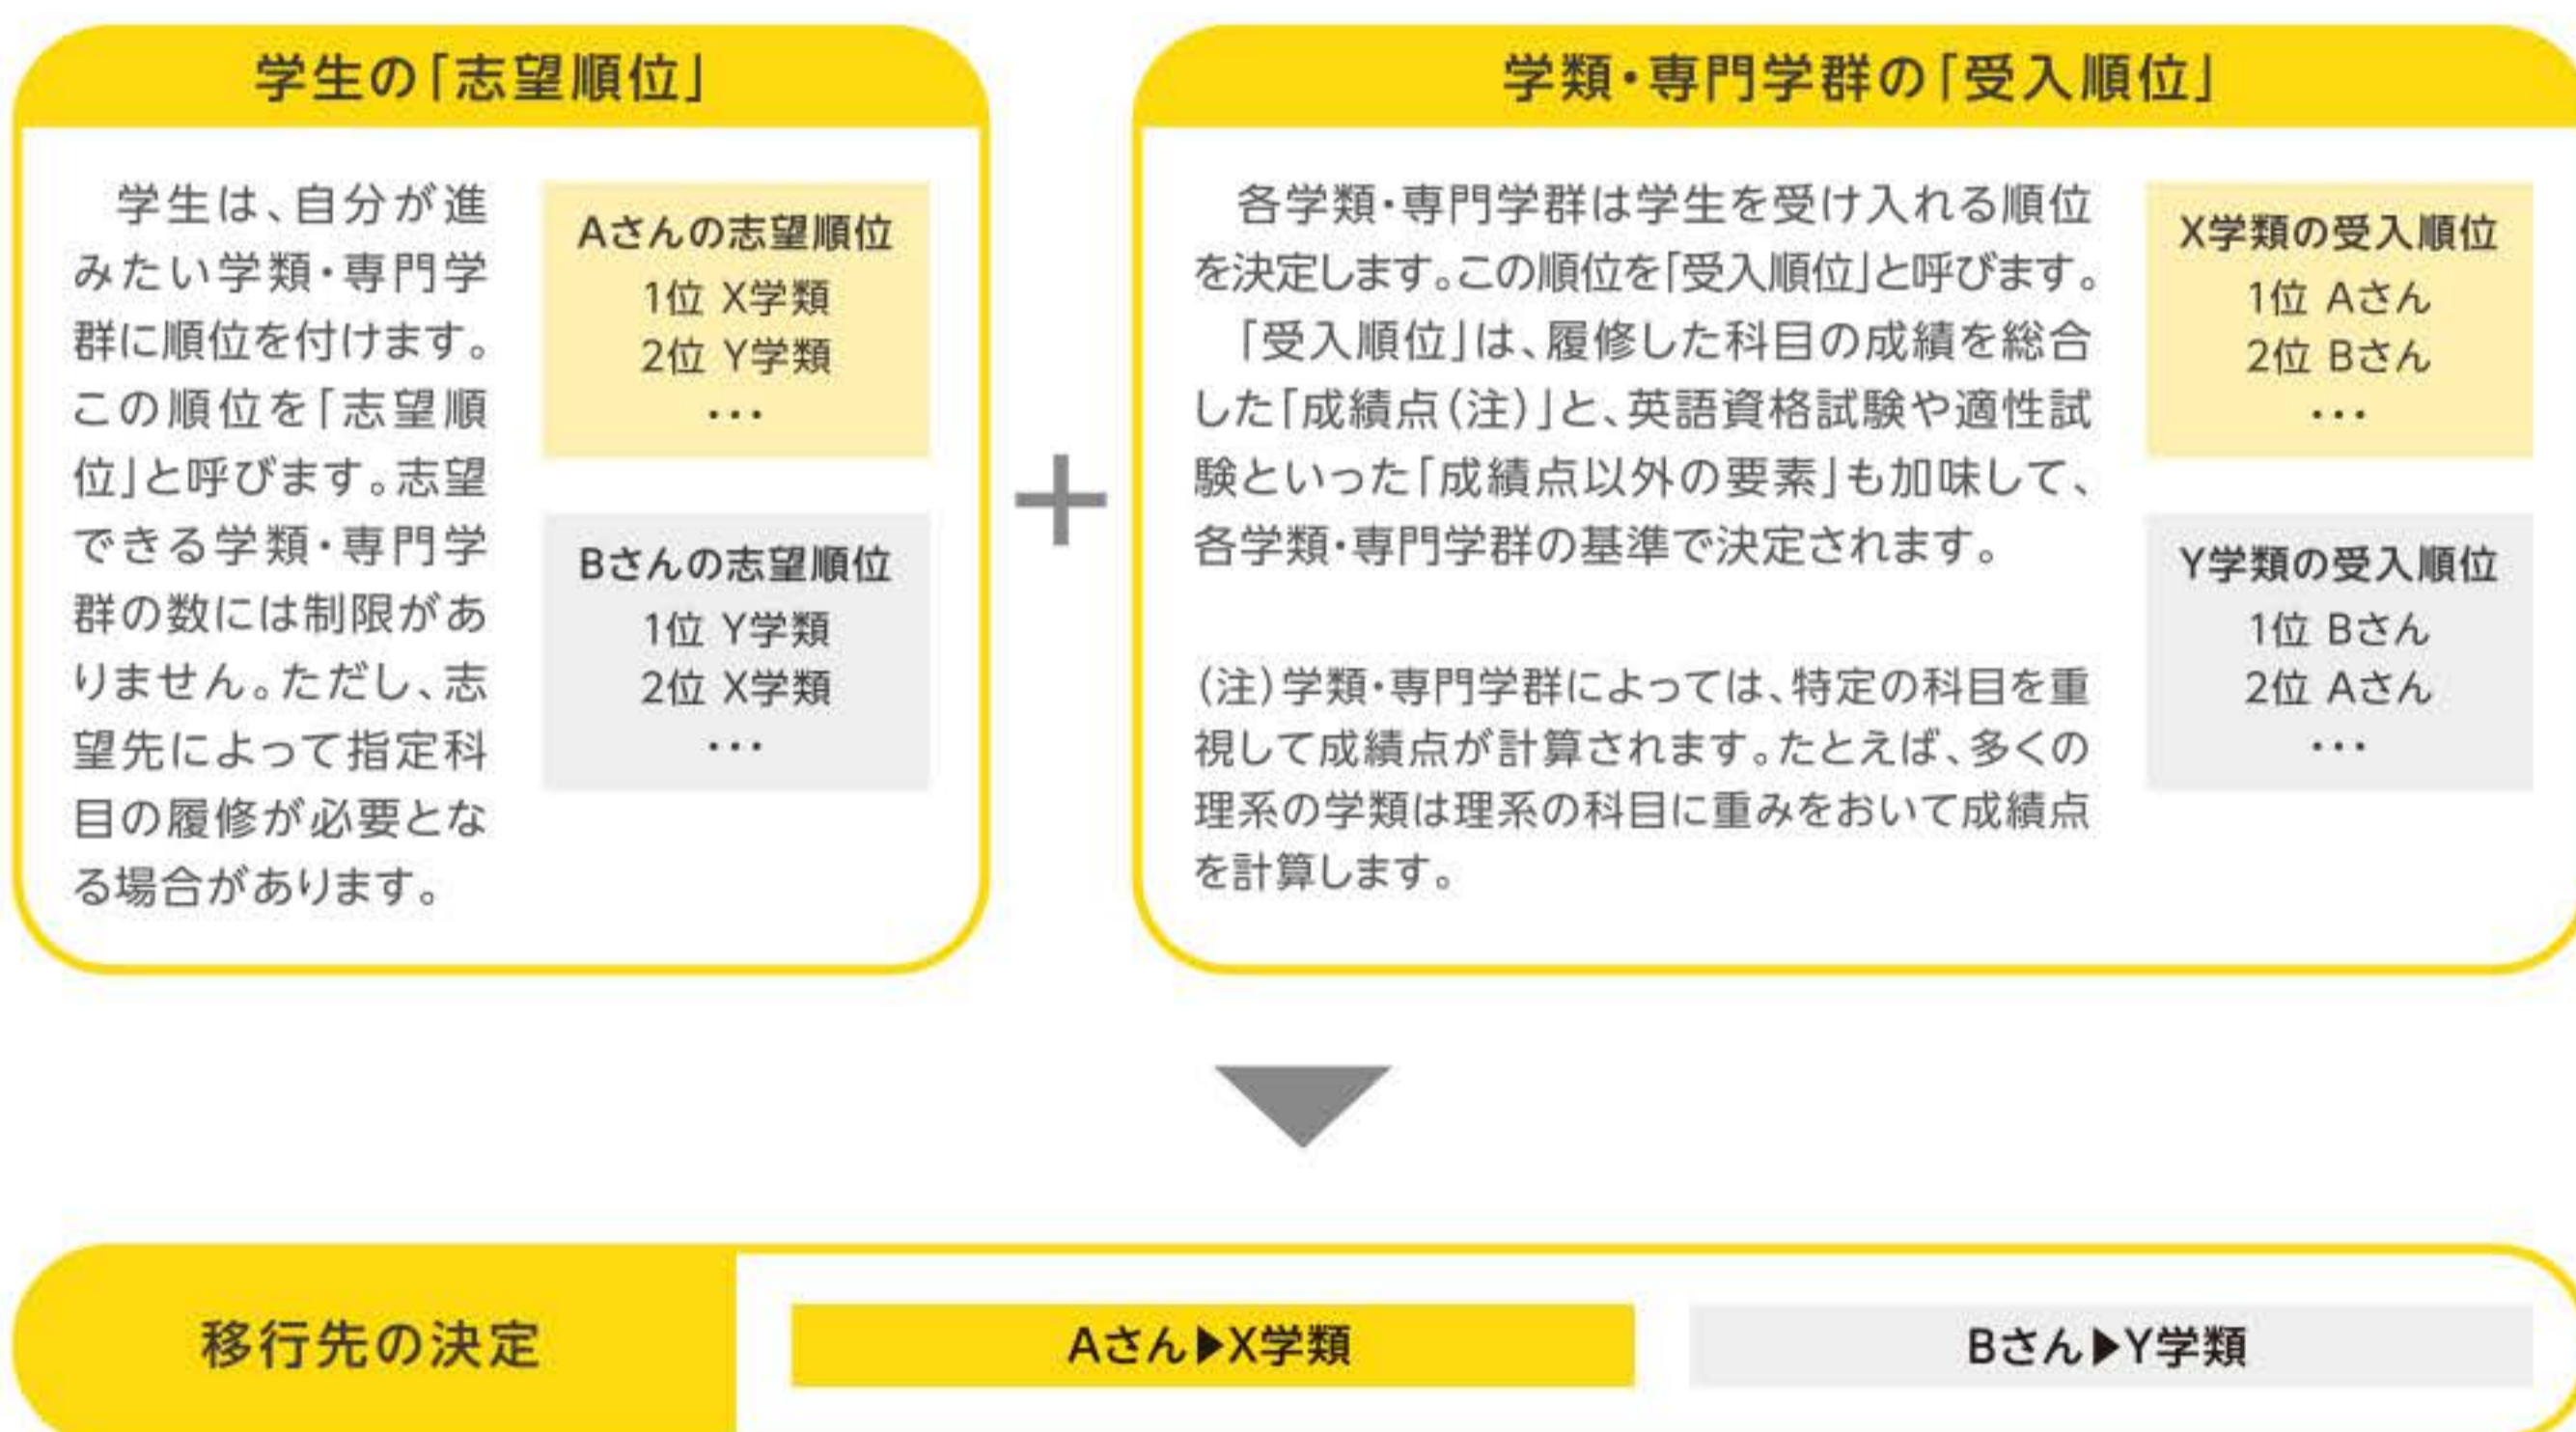 学生の「志望順位」
学生は、自分が進
みたい学類・専門学
群に順位を付けます。
この順位を「志望順
位」と呼びます。志望
できる学類・専門学
群の数には制限があ
りません。ただし、志
望先によって指定科
目の履修が必要とな
る場合があります。
Aさんの志望順位
1位 X学類
2位 Y学類
・・・
Bさんの志望順位
1位 Y学類
2位 X学類
・・・
+
学類・専門学群の「受入順位」
各学類・専門学群は学生を受け入れる順位
を決定します。この順位を「受入順位」と呼びます。
「受入順位」は、履修した科目の成績を総合
した「成績点(注)」と、英語資格試験や適性試
験といった「成績点以外の要素」も加味して、
各学類・専門学群の基準で決定されます。
(注)学類・専門学群によっては、特定の科目を重
視して成績点が計算されます。たとえば、多くの
理系の学類は理系の科目に重みをおいて成績点
を計算します。
X学類の受入順位
1位 Aさん
2位 Bさん
・・・
Y学類の受入順位
1位 Bさん
2位 Aさん
・・・
移行先の決定
Aさん▶X学類
Bさん▶Y学類